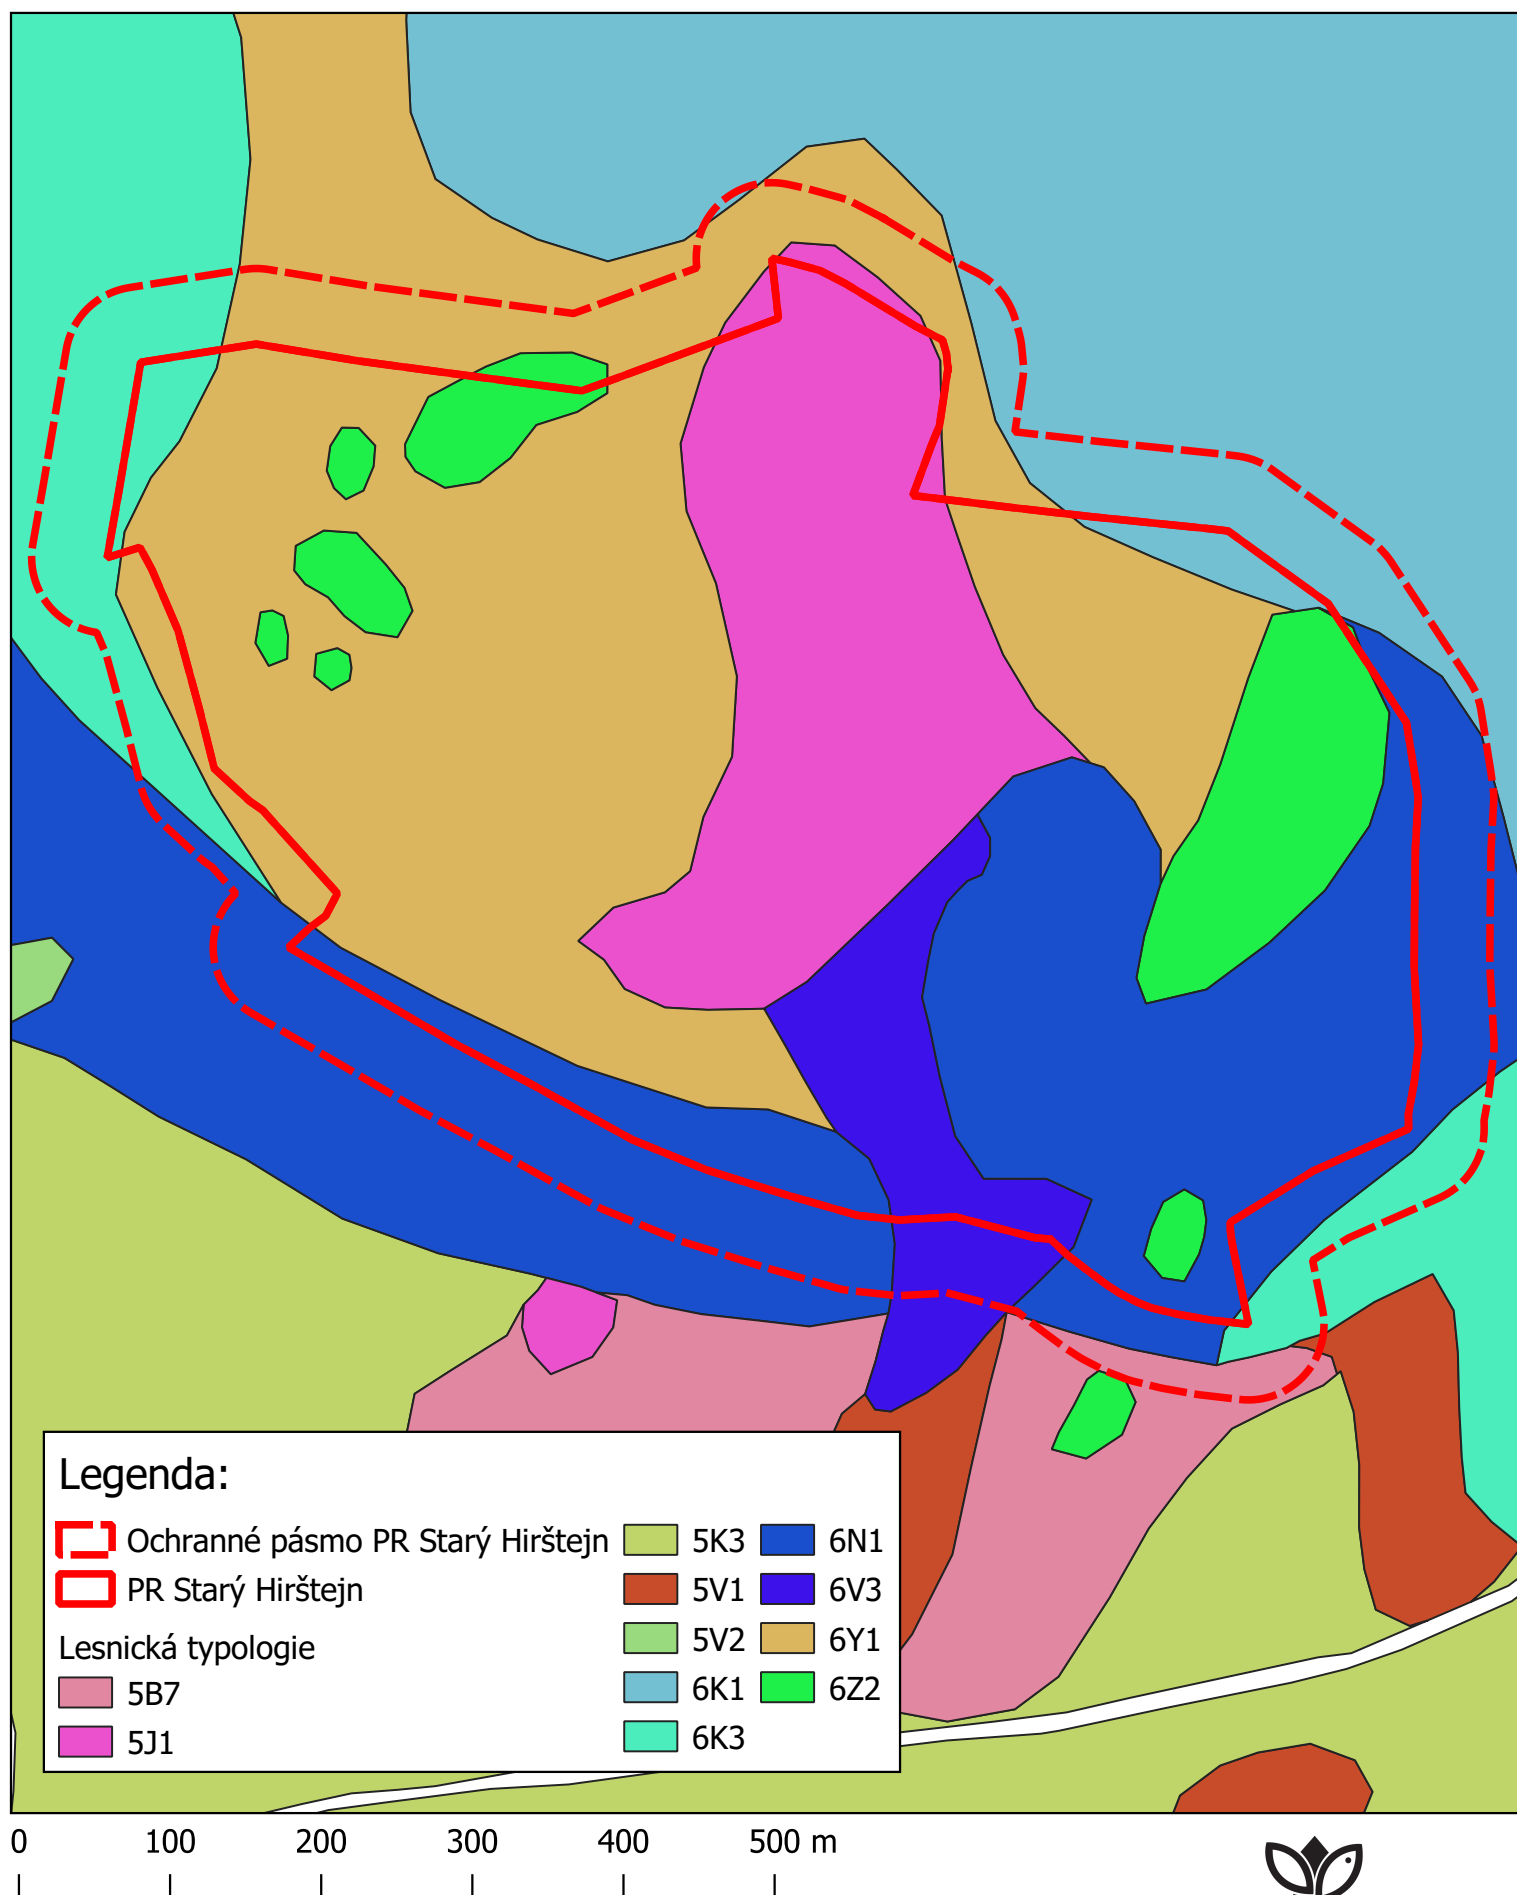 Legenda:
Ochranné pásmo PR Starý Hirštejn
PR Starý Hirštejn
Lesnická typologie
5B7
5J1
5K3
5V1
5V2
6K1
6K3
6N1
6V3
6Y1
6Z2
0 100 200 300 400 500 m